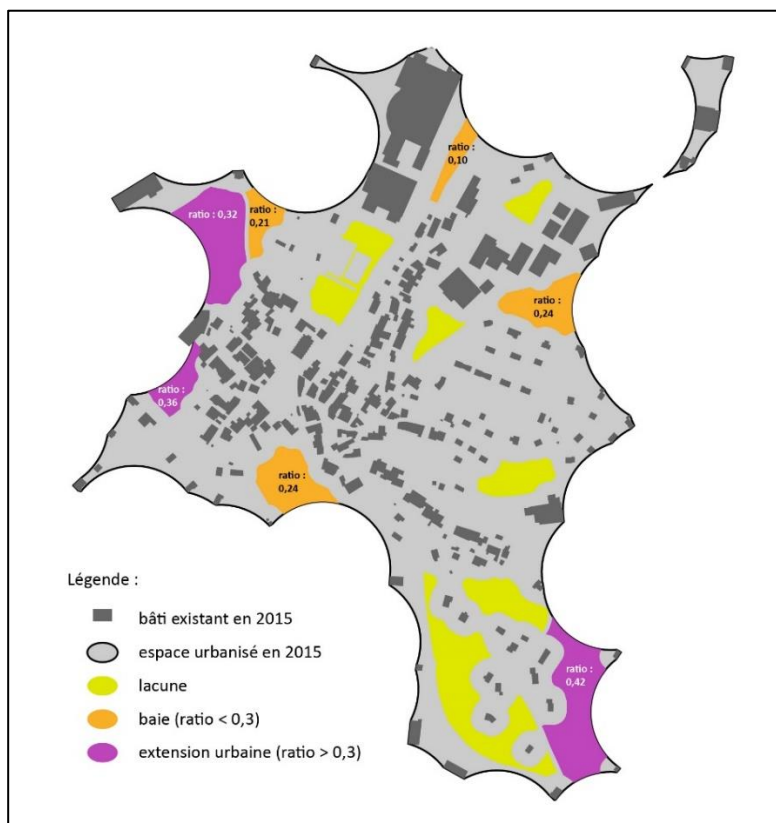 ratio :
0,10
ratio : 0,32
ratio :
0,21
ratio :
0,24
ratio :
0,36
ratio :
0,24
Légende :
bâti existant en 2015
espace urbanisé en 2015
lacune
baie (ratio < 0,3)
extension urbaine (ratio > 0,3)
ratio :
0,42